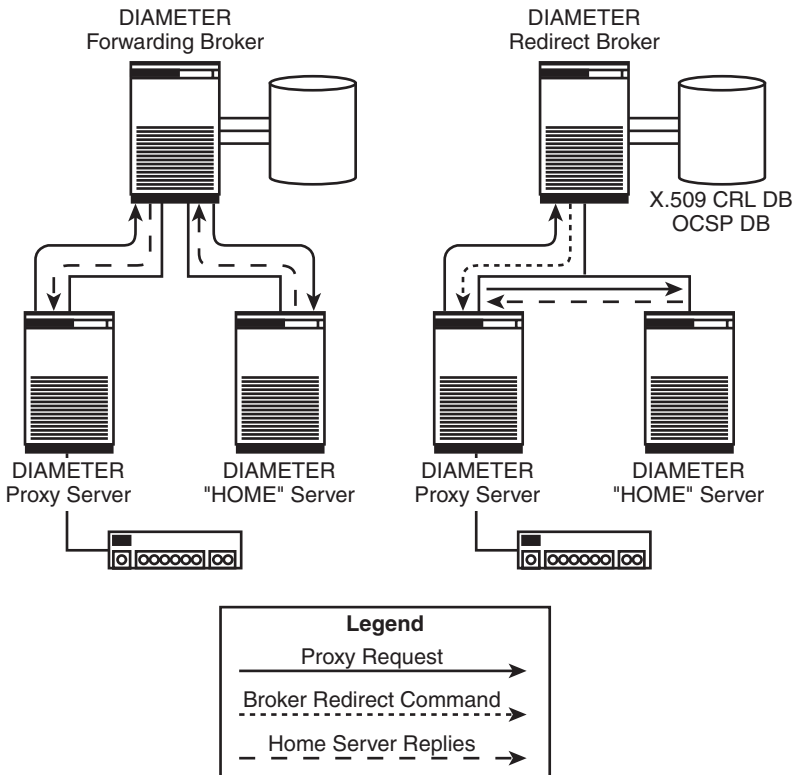 DIAMETER
Forwarding Broker
DIAMETER
Redirect Broker
X.509 CRL DB
OCSP DB
DIAMETER
Proxy Server
DIAMETER
"HOME" Server
DIAMETER
Proxy Server
DIAMETER
"HOME" Server
Legend
Proxy Request
Broker Redirect Command
Home Server Replies